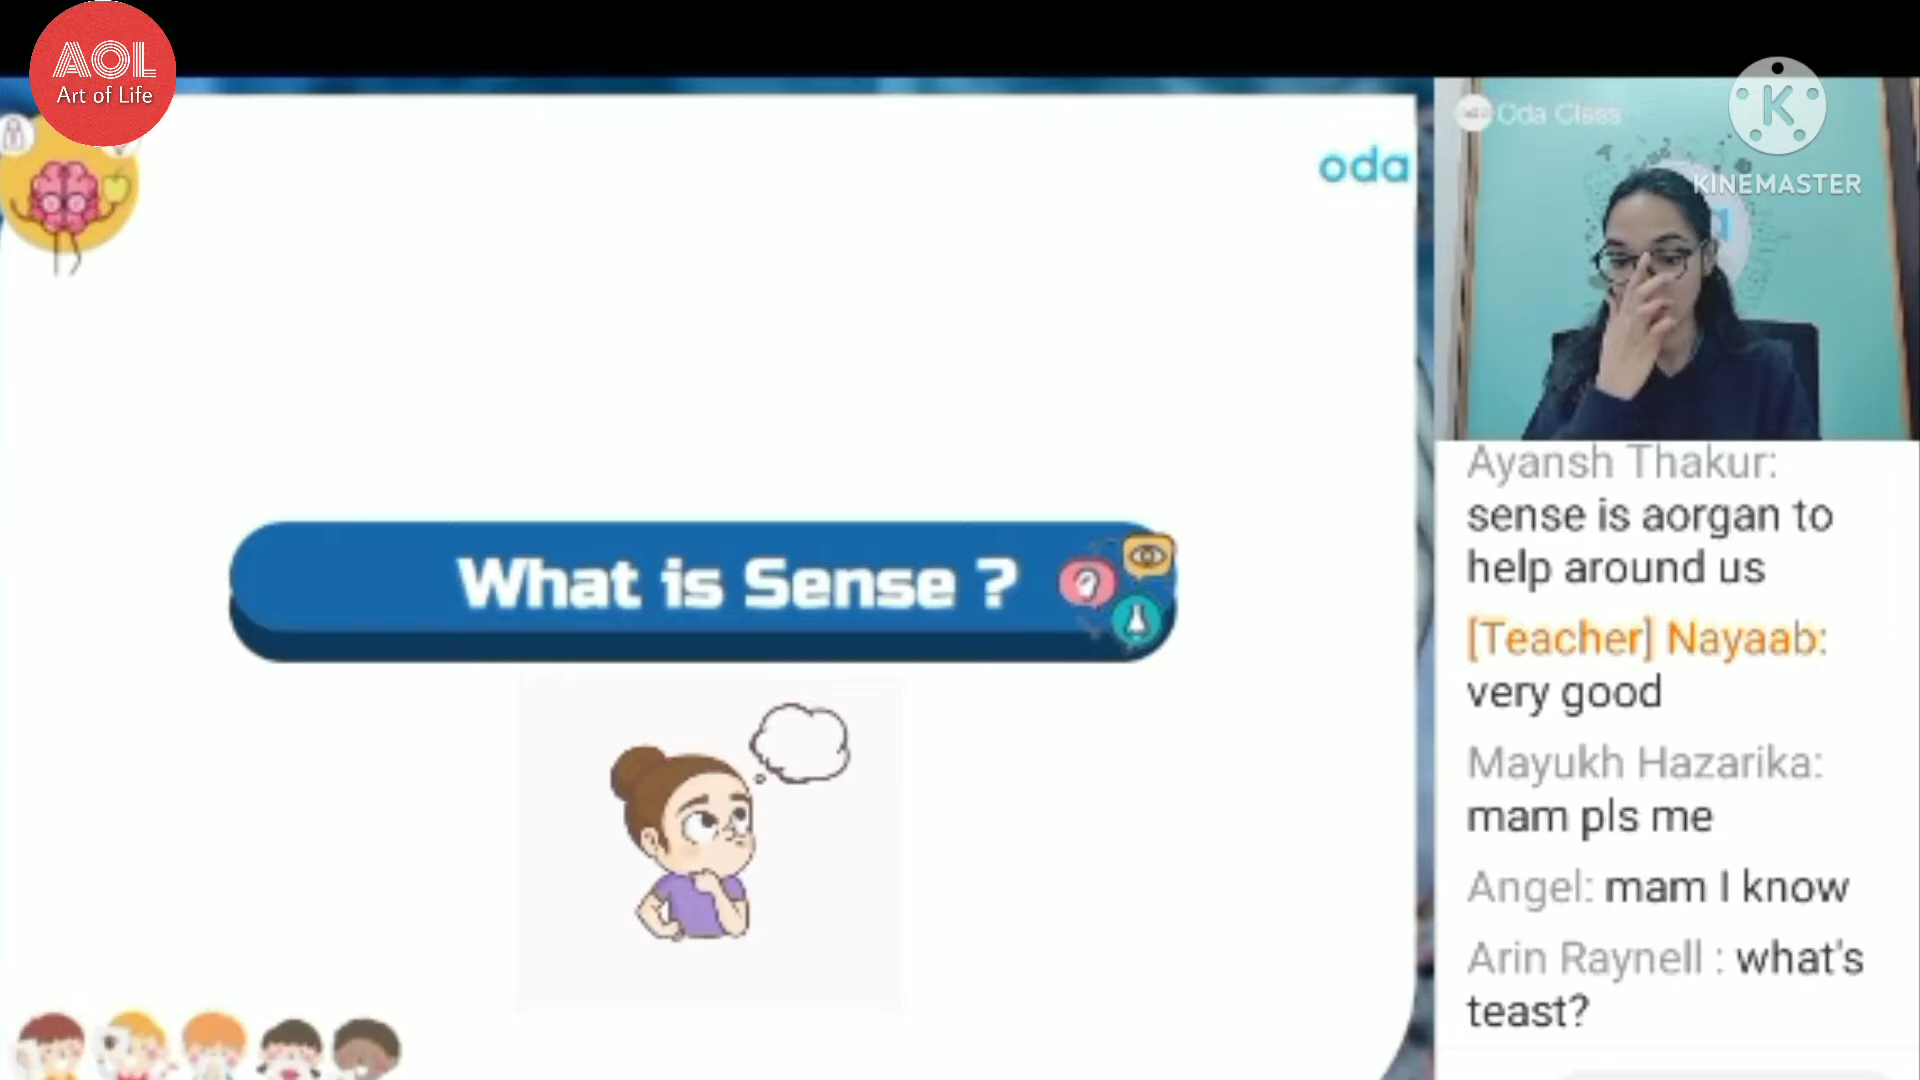 AOL
Art of Life
oda
Oda Class
KINEMASTER
What is Sense ?
Ayansh Thakur:
sense is aorgan to
help around us
[Teacher] Nayaab:
very good
Mayukh Hazarika:
mam pls me
Angel: mam I know
Arin Raynell : what's
teast?